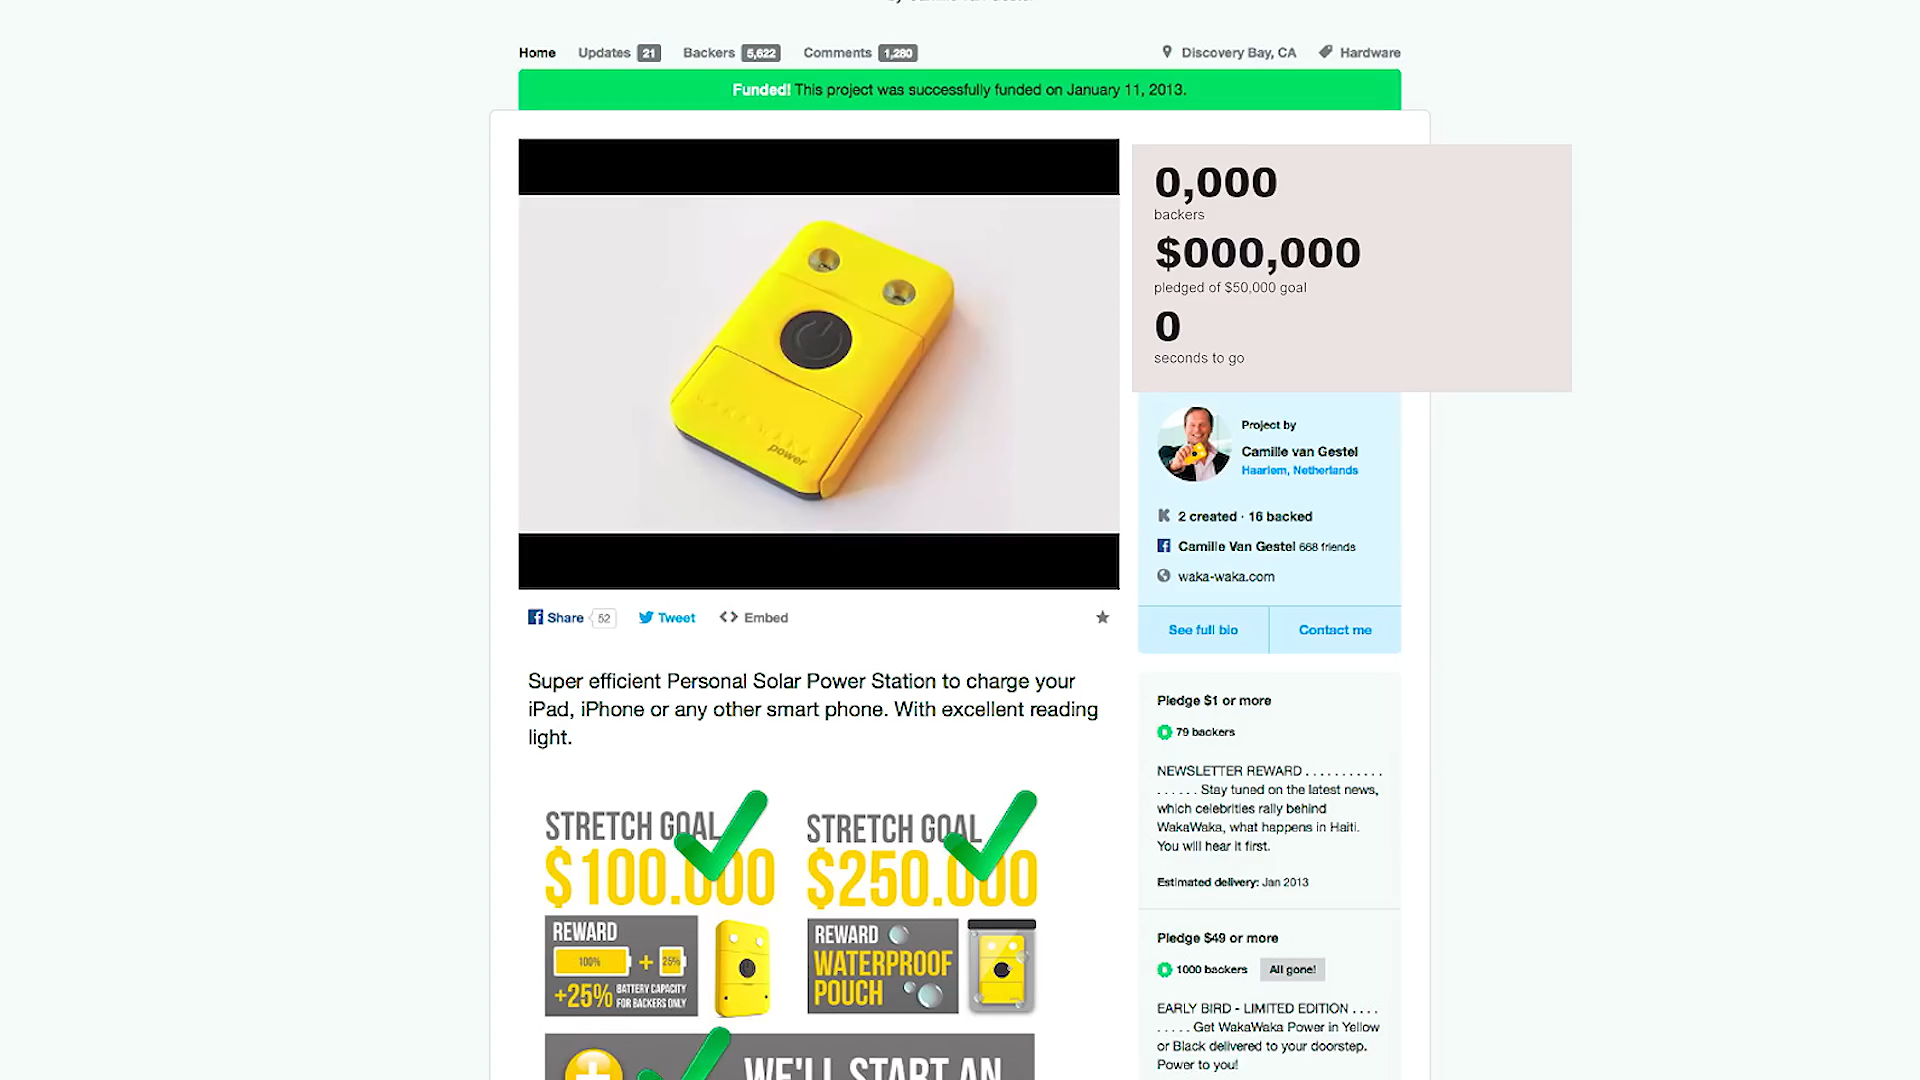 Home Updates 21 Backers 5,622 Comments 1,280 Discovery Bay, CA Hardware
Funded! This project was successfully funded on January 11, 2013.
0,000
backers
$000,000
pledged of $50,000 goal
0
seconds to go
power
Project by
Camille van Gestel
Haarlem, Netherlands
2 created · 16 backed
Camille Van Gestel 668 friends
waka-waka.com
See full bio Contact me
Share 52 Tweet Embed
Super efficient Personal Solar Power Station to charge your
iPad, iPhone or any other smart phone. With excellent reading
light.
STRETCH GOAL
$100.000
REWARD
100% + 25%
+25% BATTERY CAPACITY
FOR BACKERS ONLY
STRETCH GOAL
$250.000
REWARD
WATERPROOF
POUCH
WE'LL START AN
Pledge $1 or more
79 backers
NEWSLETTER REWARD . . . . . . . . . . .
. . . . . . Stay tuned on the latest news,
which celebrities rally behind
WakaWaka, what happens in Haiti.
You will hear it first.
Estimated delivery: Jan 2013
Pledge $49 or more
1000 backers All gone!
EARLY BIRD - LIMITED EDITION . . . .
. . . . . Get WakaWaka Power in Yellow
or Black delivered to your doorstep.
Power to you!